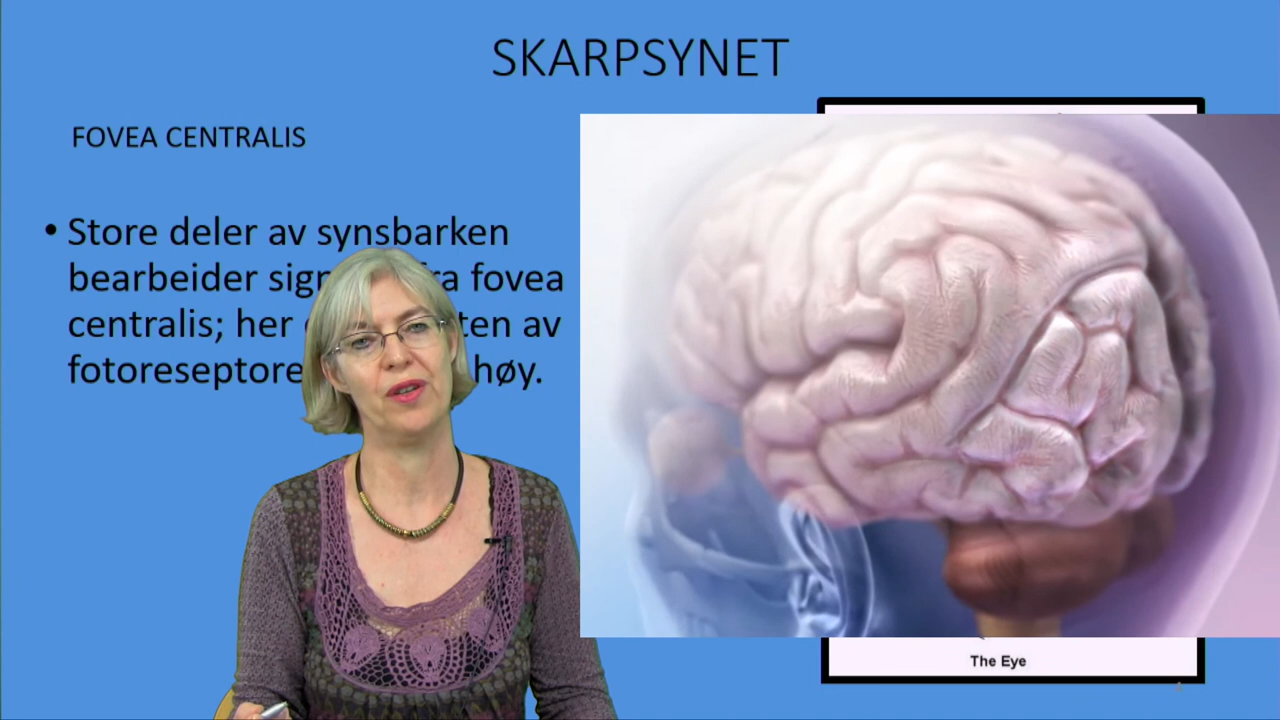 SKARPSYNET
FOVEA CENTRALIS
• Store deler av synsbarken
bearbeider fovea
centralis; her av
høy.
The Eye